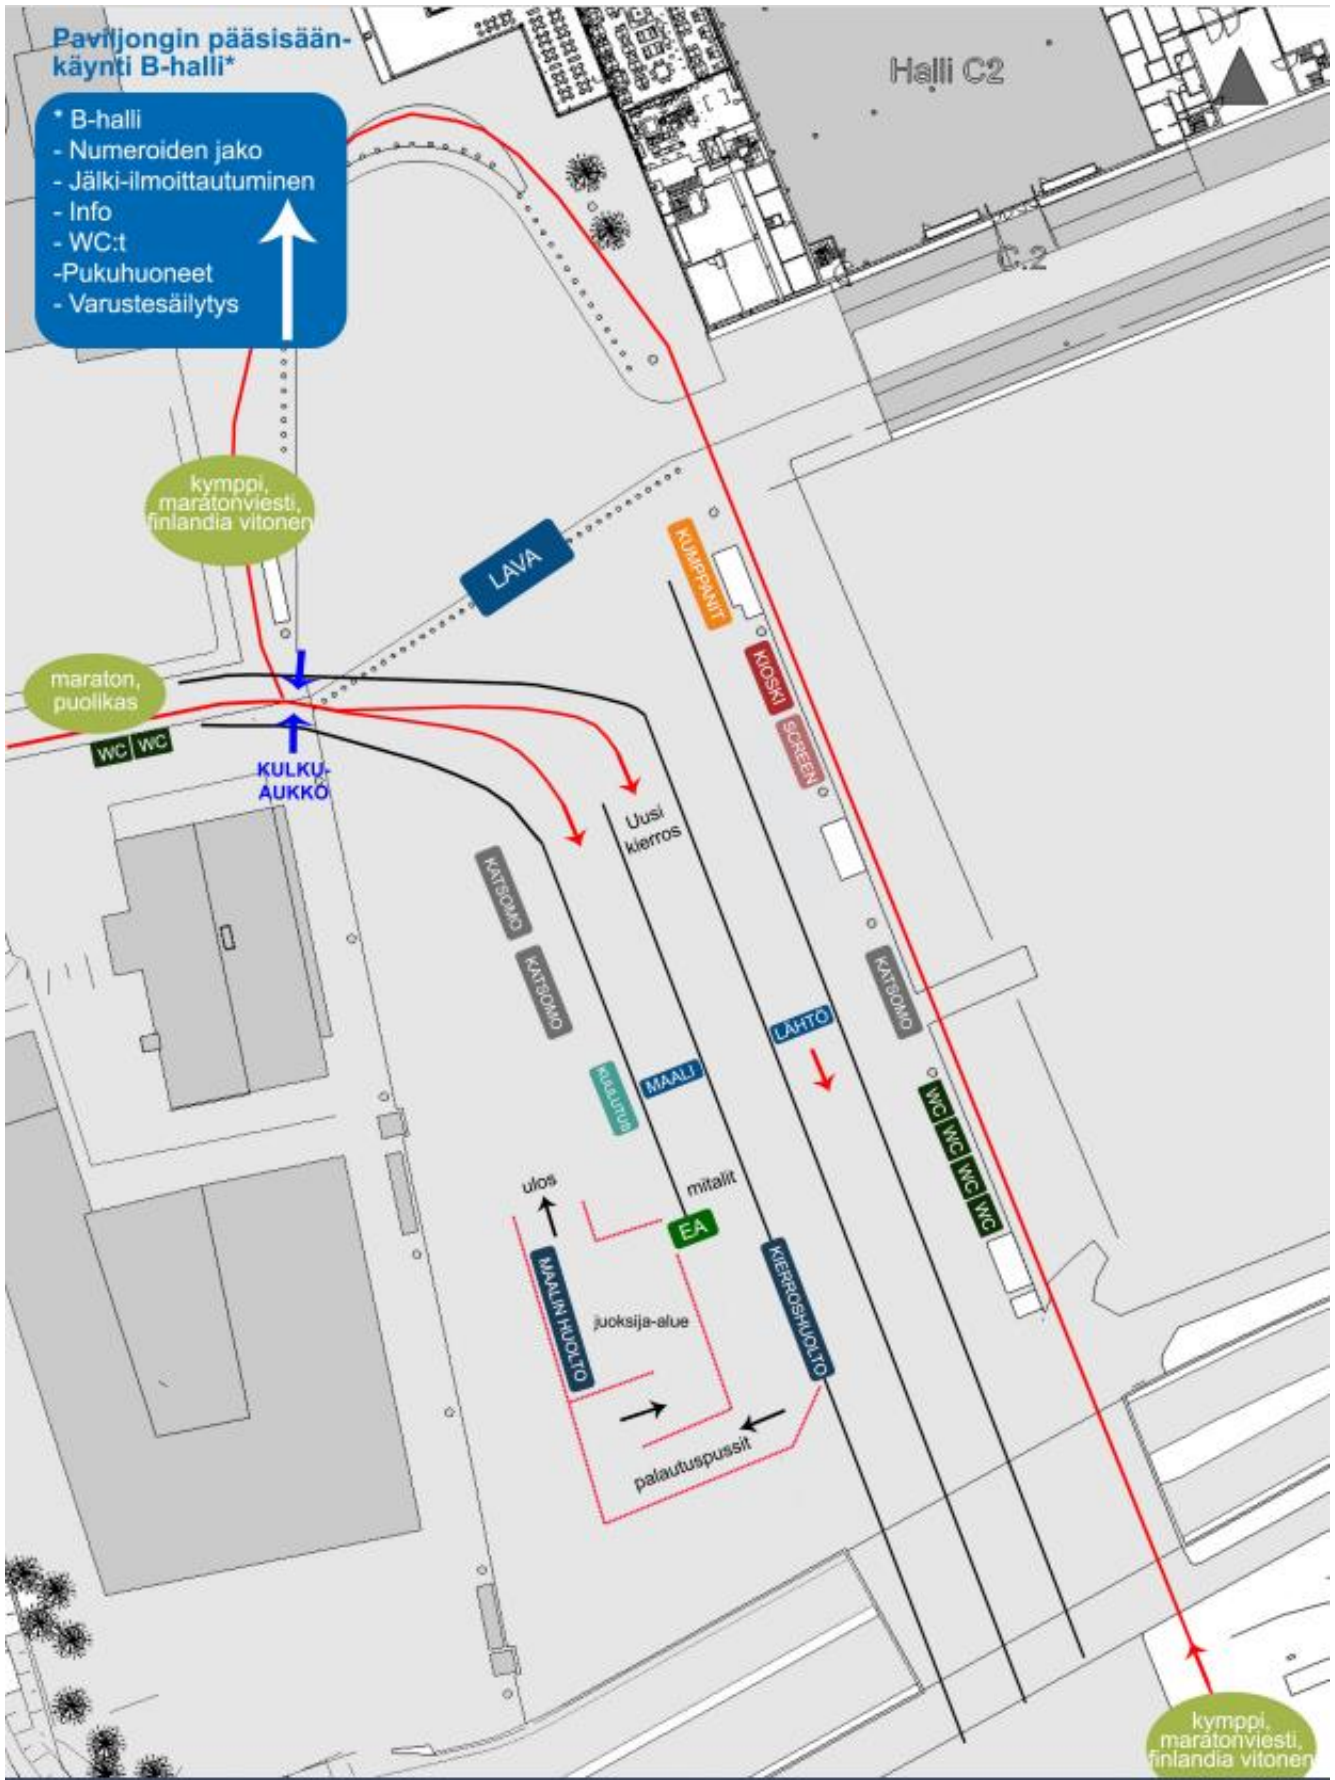 Paviljongin pääsisään-
käynti B-halli*
* B-halli
- Numeroiden jako
- Jälki-ilmoittautuminen
- Info
- WC:t
-Pukuhuoneet
- Varustesäilytys
Halli C2
C.2
kymppi,
maratonviesti,
finlandia vitonen
LAVA
KUMPPANIT
KIOSKI
SCREEN
maraton,
puolikas
WC WC
KULKU-
AUKKO
Uusi
kierros
KATSOMO
KATSOMO
KATSOMO
LÄHTÖ
MAALI
KUULUTUS
WC WC WC WC
mitalit
ulos
EA
MAALIN HUOLTO
KIERROSHUOLTO
juoksija-alue
palautuspussit
kymppi,
maratonviesti,
finlandia vitonen